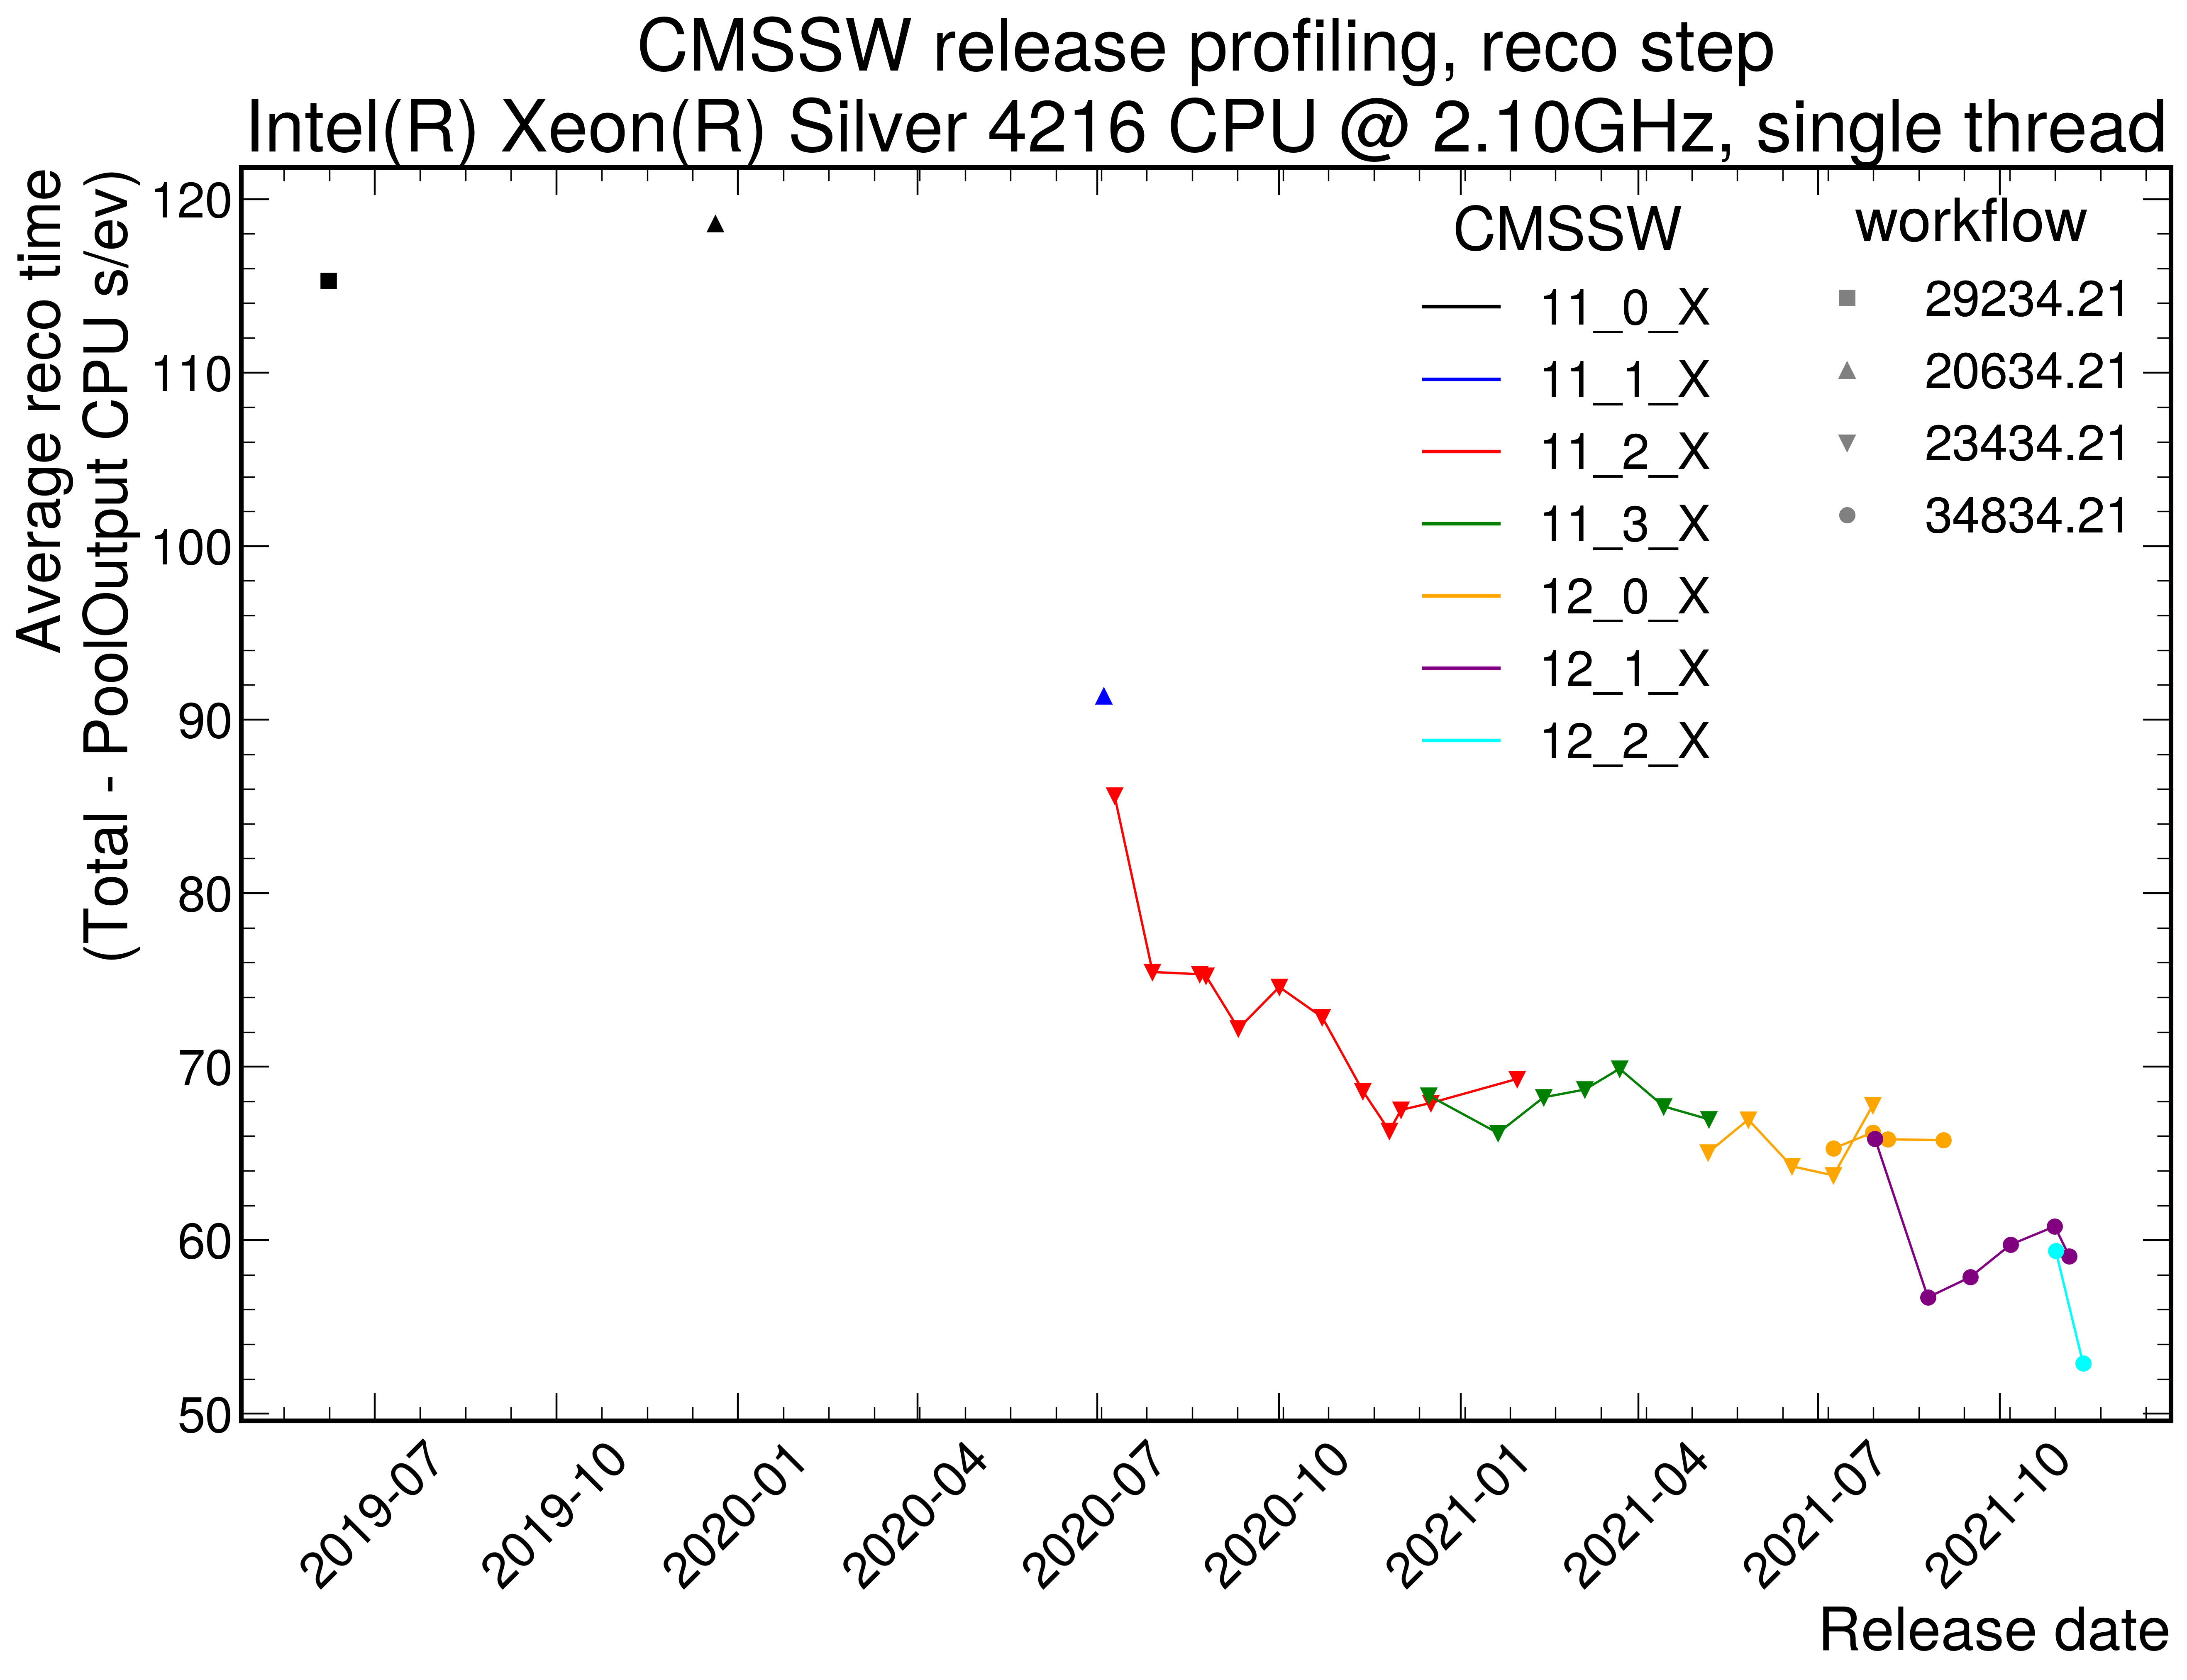 CMSSW release profiling, reco step
Intel(R) Xeon(R) Silver 4216 CPU @ 2.10GHz, single thread
Average reco time
(Total - PoolOutput CPU s/ev)
120
110
100
90
80
70
60
50
CMSSW
11_0_X
11_1_X
11_2_X
11_3_X
12_0_X
12_1_X
12_2_X
workflow
29234.21
20634.21
23434.21
34834.21
2019-07
2019-10
2020-01
2020-04
2020-07
2020-10
2021-01
2021-04
2021-07
2021-10
Release date